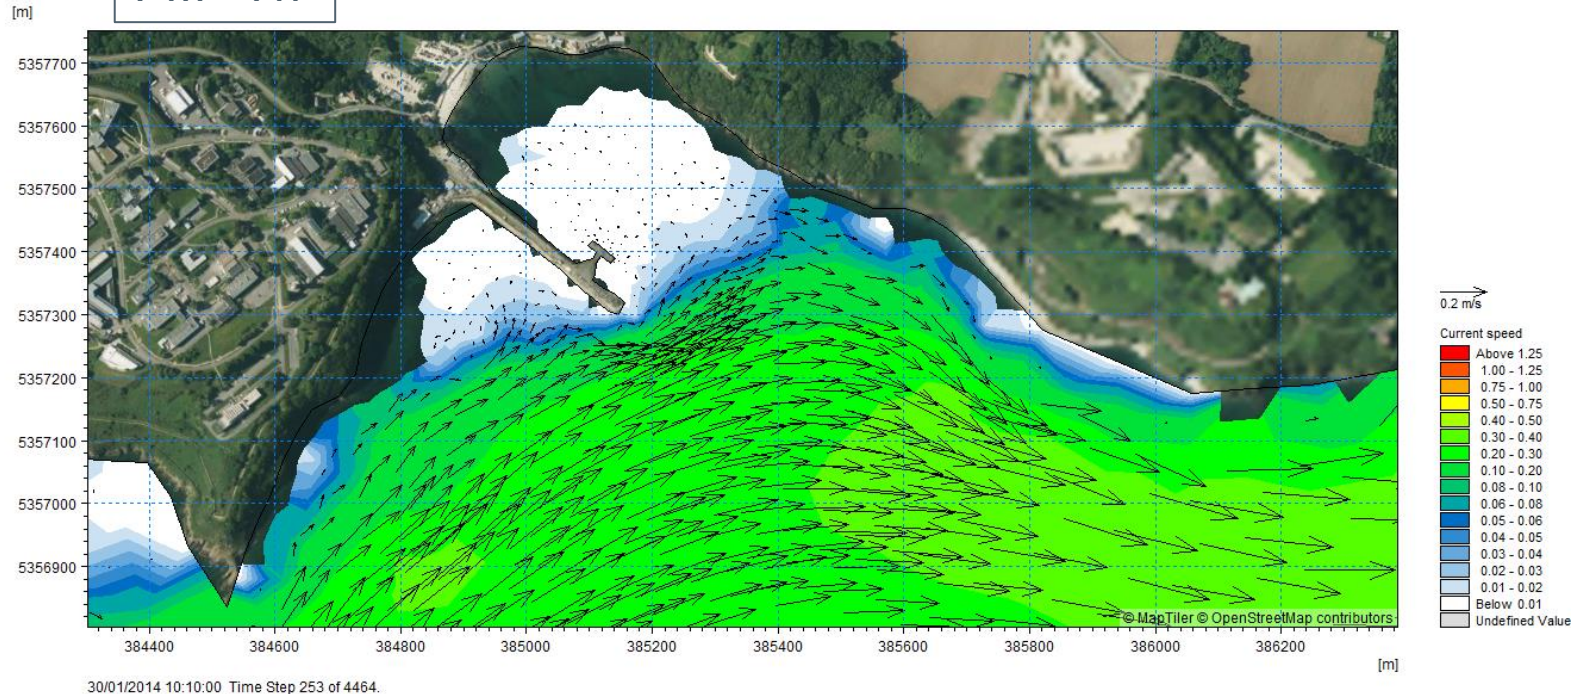 [m]
5357700
5357600
5357500
5357400
5357300
5357200
5357100
5357000
5356900
384400 384600 384800 385000 385200 385400 385600 385800 386000 386200
[m]
© MapTiler © OpenStreetMap contributors
0.2 m/s
Current speed
Above 1.25
1.00 - 1.25
0.75 - 1.00
0.50 - 0.75
0.40 - 0.50
0.30 - 0.40
0.20 - 0.30
0.10 - 0.20
0.08 - 0.10
0.06 - 0.08
0.05 - 0.06
0.04 - 0.05
0.03 - 0.04
0.02 - 0.03
0.01 - 0.02
Below 0.01
Undefined Value
30/01/2014 10:10:00 Time Step 253 of 4464.